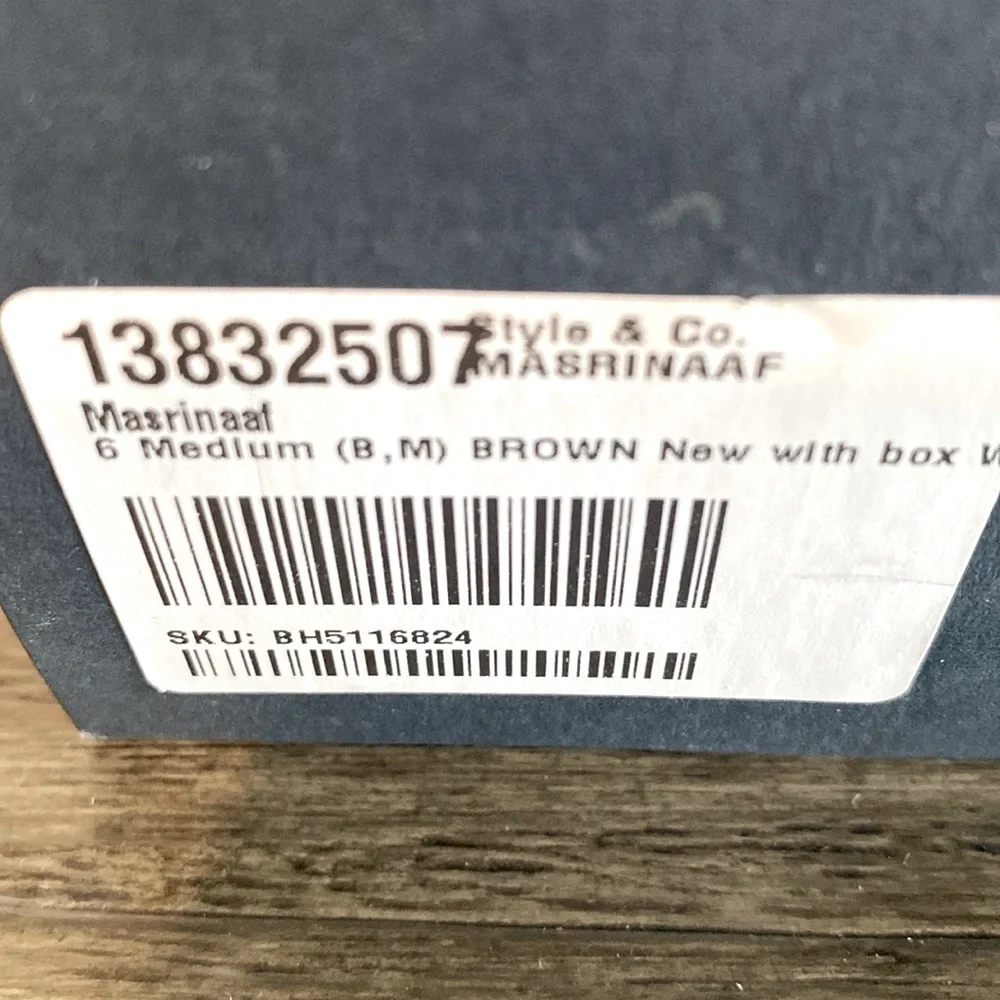 13832507 Style & Co.
MASRINAAF
Masrinaaf
6 Medium (B,M) BROWN New with box
SKU: BH5116824